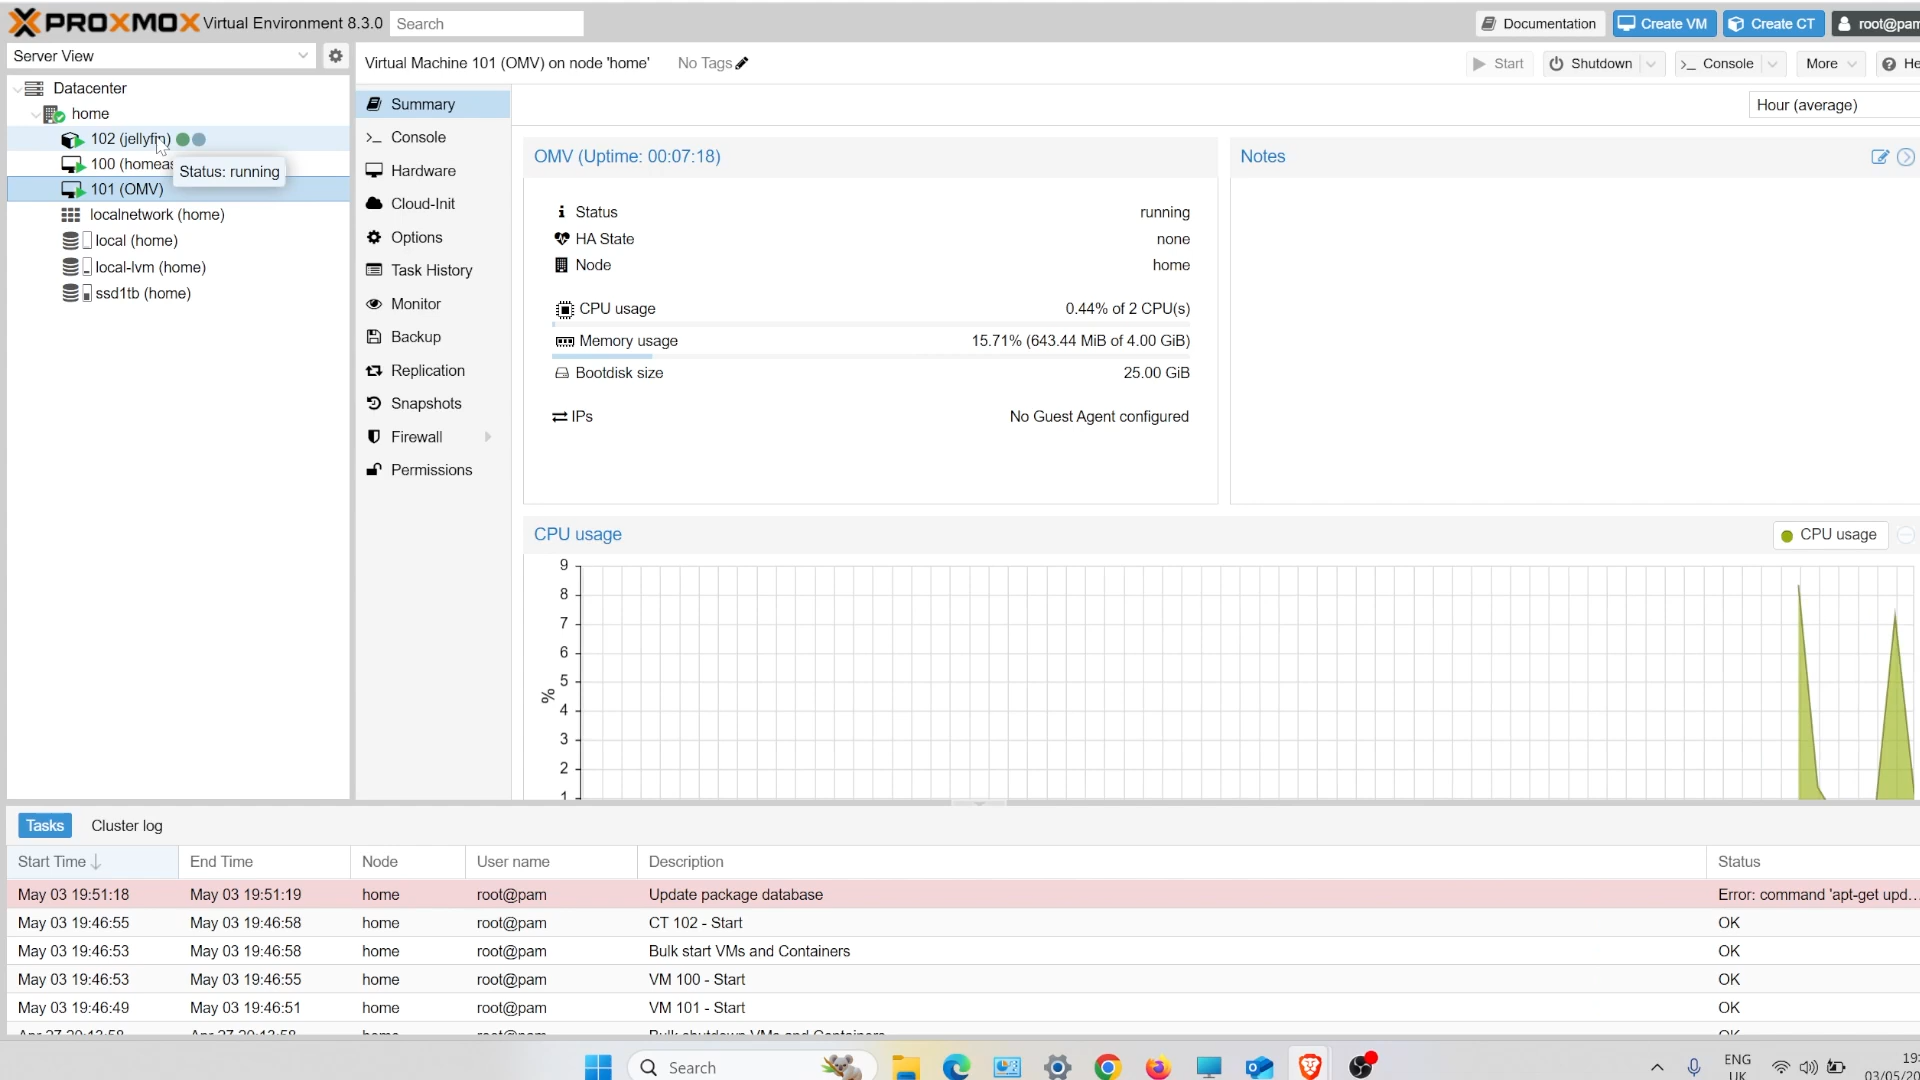 PROXMOX Virtual Environment 8.3.0 Search Documentation Create VM Create CT root@pam
Server View Virtual Machine 101 (OMV) on node 'home' No Tags Start Shutdown Console More He
Datacenter
home
102 (jellyfin)
100 (homeas
101 (OMV)
localnetwork (home)
local (home)
local-lvm (home)
ssd1tb (home)
Status: running
Summary
Console
Hardware
Cloud-Init
Options
Task History
Monitor
Backup
Replication
Snapshots
Firewall
Permissions
Hour (average)
OMV (Uptime: 00:07:18)
Status running
HA State none
Node home
CPU usage 0.44% of 2 CPU(s)
Memory usage 15.71% (643.44 MiB of 4.00 GiB)
Bootdisk size 25.00 GiB
IPs No Guest Agent configured
Notes
CPU usage CPU usage
9
8
7
6
5
4
3
2
1
%
Tasks Cluster log
Start Time End Time Node User name Description Status
May 03 19:51:18 May 03 19:51:19 home root@pam Update package database Error: command 'apt-get upd...
May 03 19:46:55 May 03 19:46:58 home root@pam CT 102 - Start OK
May 03 19:46:53 May 03 19:46:58 home root@pam Bulk start VMs and Containers OK
May 03 19:46:53 May 03 19:46:55 home root@pam VM 100 - Start OK
May 03 19:46:49 May 03 19:46:51 home root@pam VM 101 - Start OK
Search
ENG
UK
19:
03/05/20